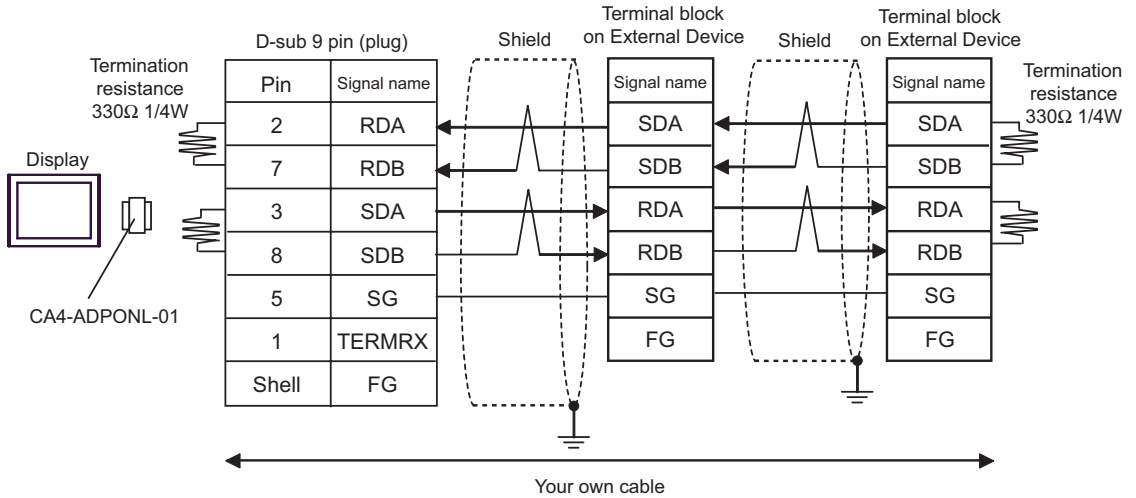 Terminal block
on External Device
Terminal block
on External Device
D-sub 9 pin (plug)
Shield
Shield
Termination
resistance
330Ω 1/4W
Termination
resistance
330Ω 1/4W
Pin Signal name
2 RDA
7 RDB
3 SDA
8 SDB
5 SG
1 TERMRX
Shell FG
Signal name
SDA
SDB
RDA
RDB
SG
FG
Signal name
SDA
SDB
RDA
RDB
SG
FG
Display
CA4-ADPONL-01
Your own cable